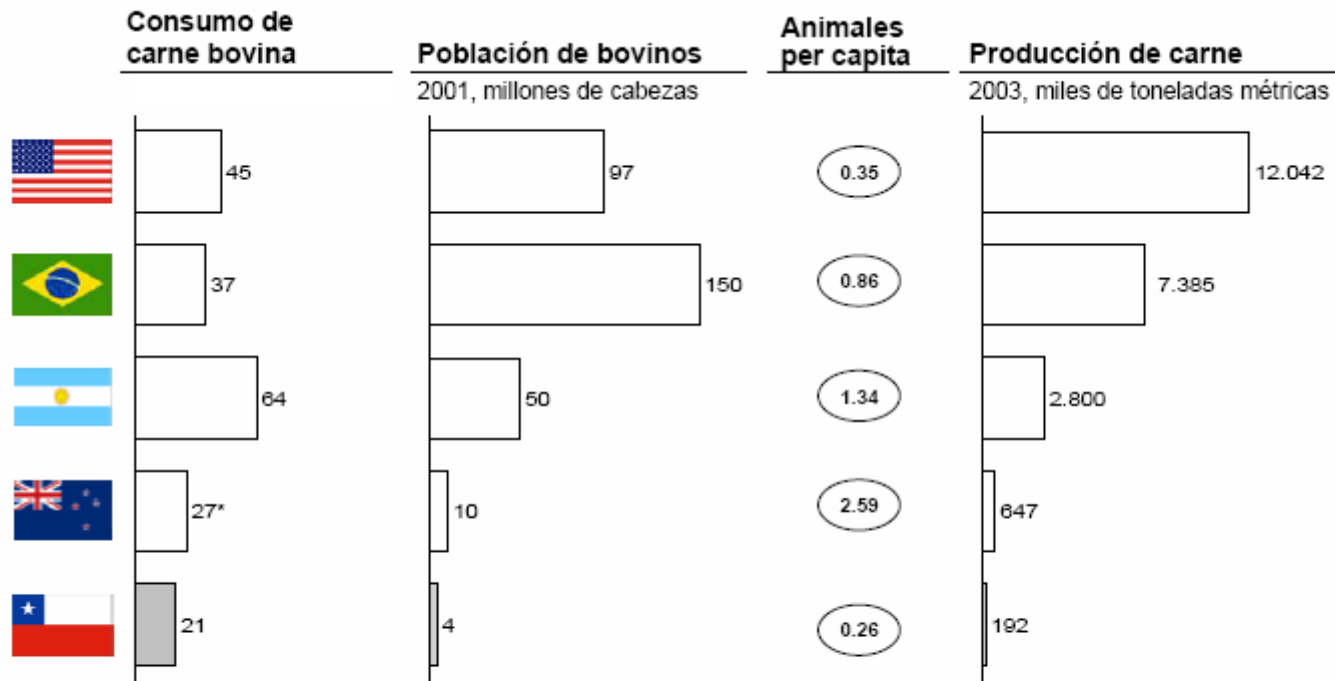 Consumo de
carne bovina
Población de bovinos
2001, millones de cabezas
Animales
per capita
Producción de carne
2003, miles de toneladas métricas
45
97
0.35
12.042
37
150
0.86
7.385
64
50
1.34
2.800
27*
10
2.59
647
21
4
0.26
192